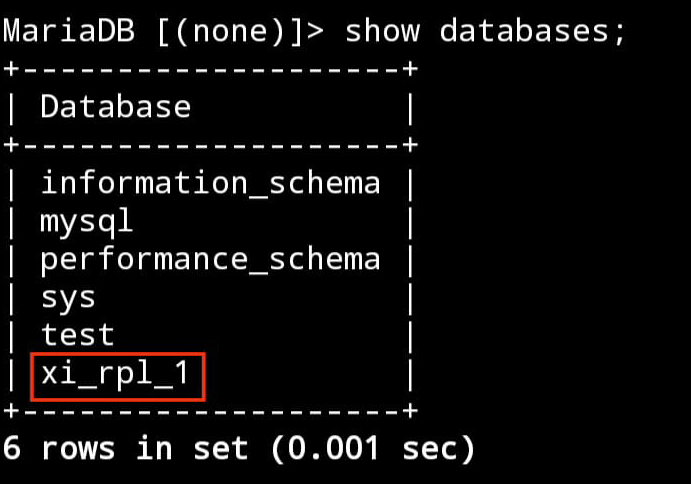 MariaDB [(none)]> show databases;
+--------------------+
| Database           |
+--------------------+
| information_schema |
| mysql              |
| performance_schema |
| sys                |
| test               |
| xi_rpl_1           |
+--------------------+
6 rows in set (0.001 sec)